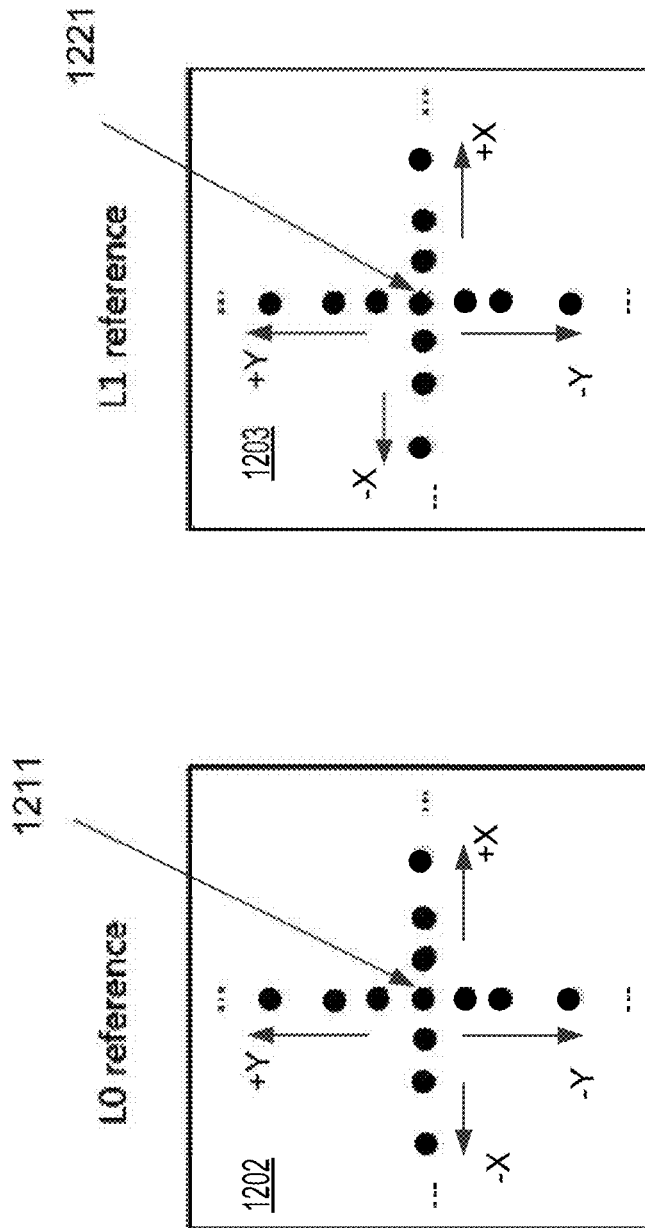 L0 reference
1211
1202
+Y
...
-X
+X
...
...
-Y
...
L1 reference
1221
1203
+Y
...
-X
+X
...
...
-Y
...